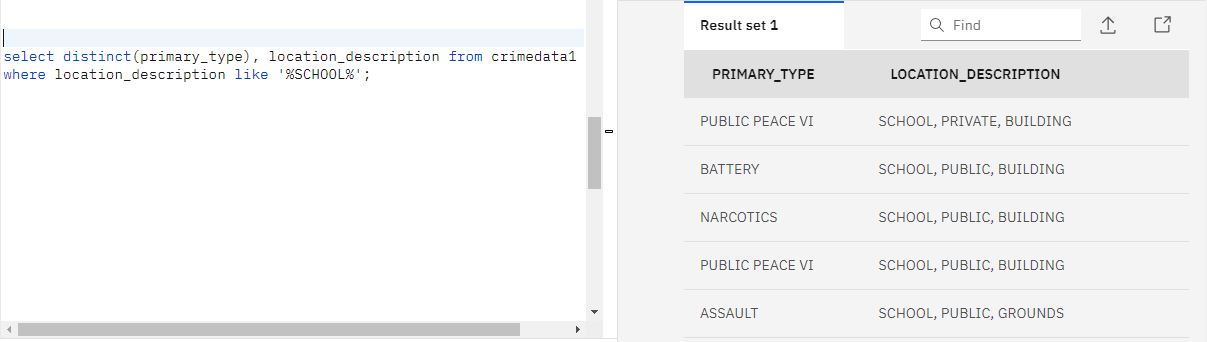 select distinct(primary_type), location_description from crimedata1
where location_description like '%SCHOOL%';
Result set 1
Find
PRIMARY_TYPE LOCATION_DESCRIPTION
PUBLIC PEACE VI SCHOOL, PRIVATE, BUILDING
BATTERY SCHOOL, PUBLIC, BUILDING
NARCOTICS SCHOOL, PUBLIC, BUILDING
PUBLIC PEACE VI SCHOOL, PUBLIC, BUILDING
ASSAULT SCHOOL, PUBLIC, GROUNDS